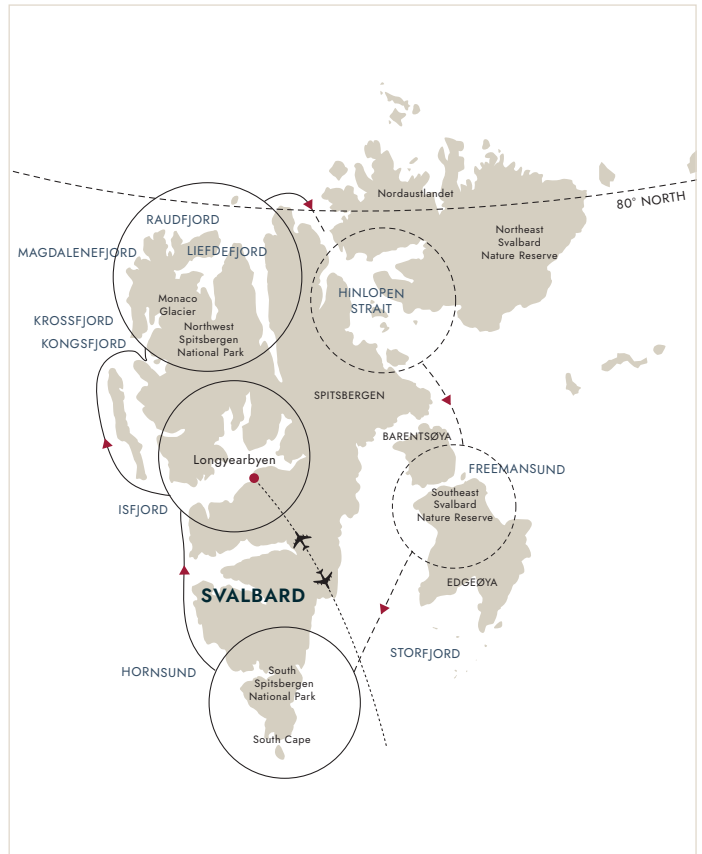 Nordaustlandet
80° NORTH
RAUDFJORD
Northeast
Svalbard
Nature Reserve
MAGDALENEFJORD
LIEFDEFJORD
HINLOPEN
STRAIT
Monaco
Glacier
KROSSFJORD
Northwest
Spitsbergen
National Park
KONGSFJORD
SPITSBERGEN
BARENTSØYA
Longyearbyen
FREEMANSUND
Southeast
Svalbard
Nature Reserve
ISFJORD
EDGEØYA
SVALBARD
STORFJORD
HORNSUND
South
Spitsbergen
National Park
South Cape